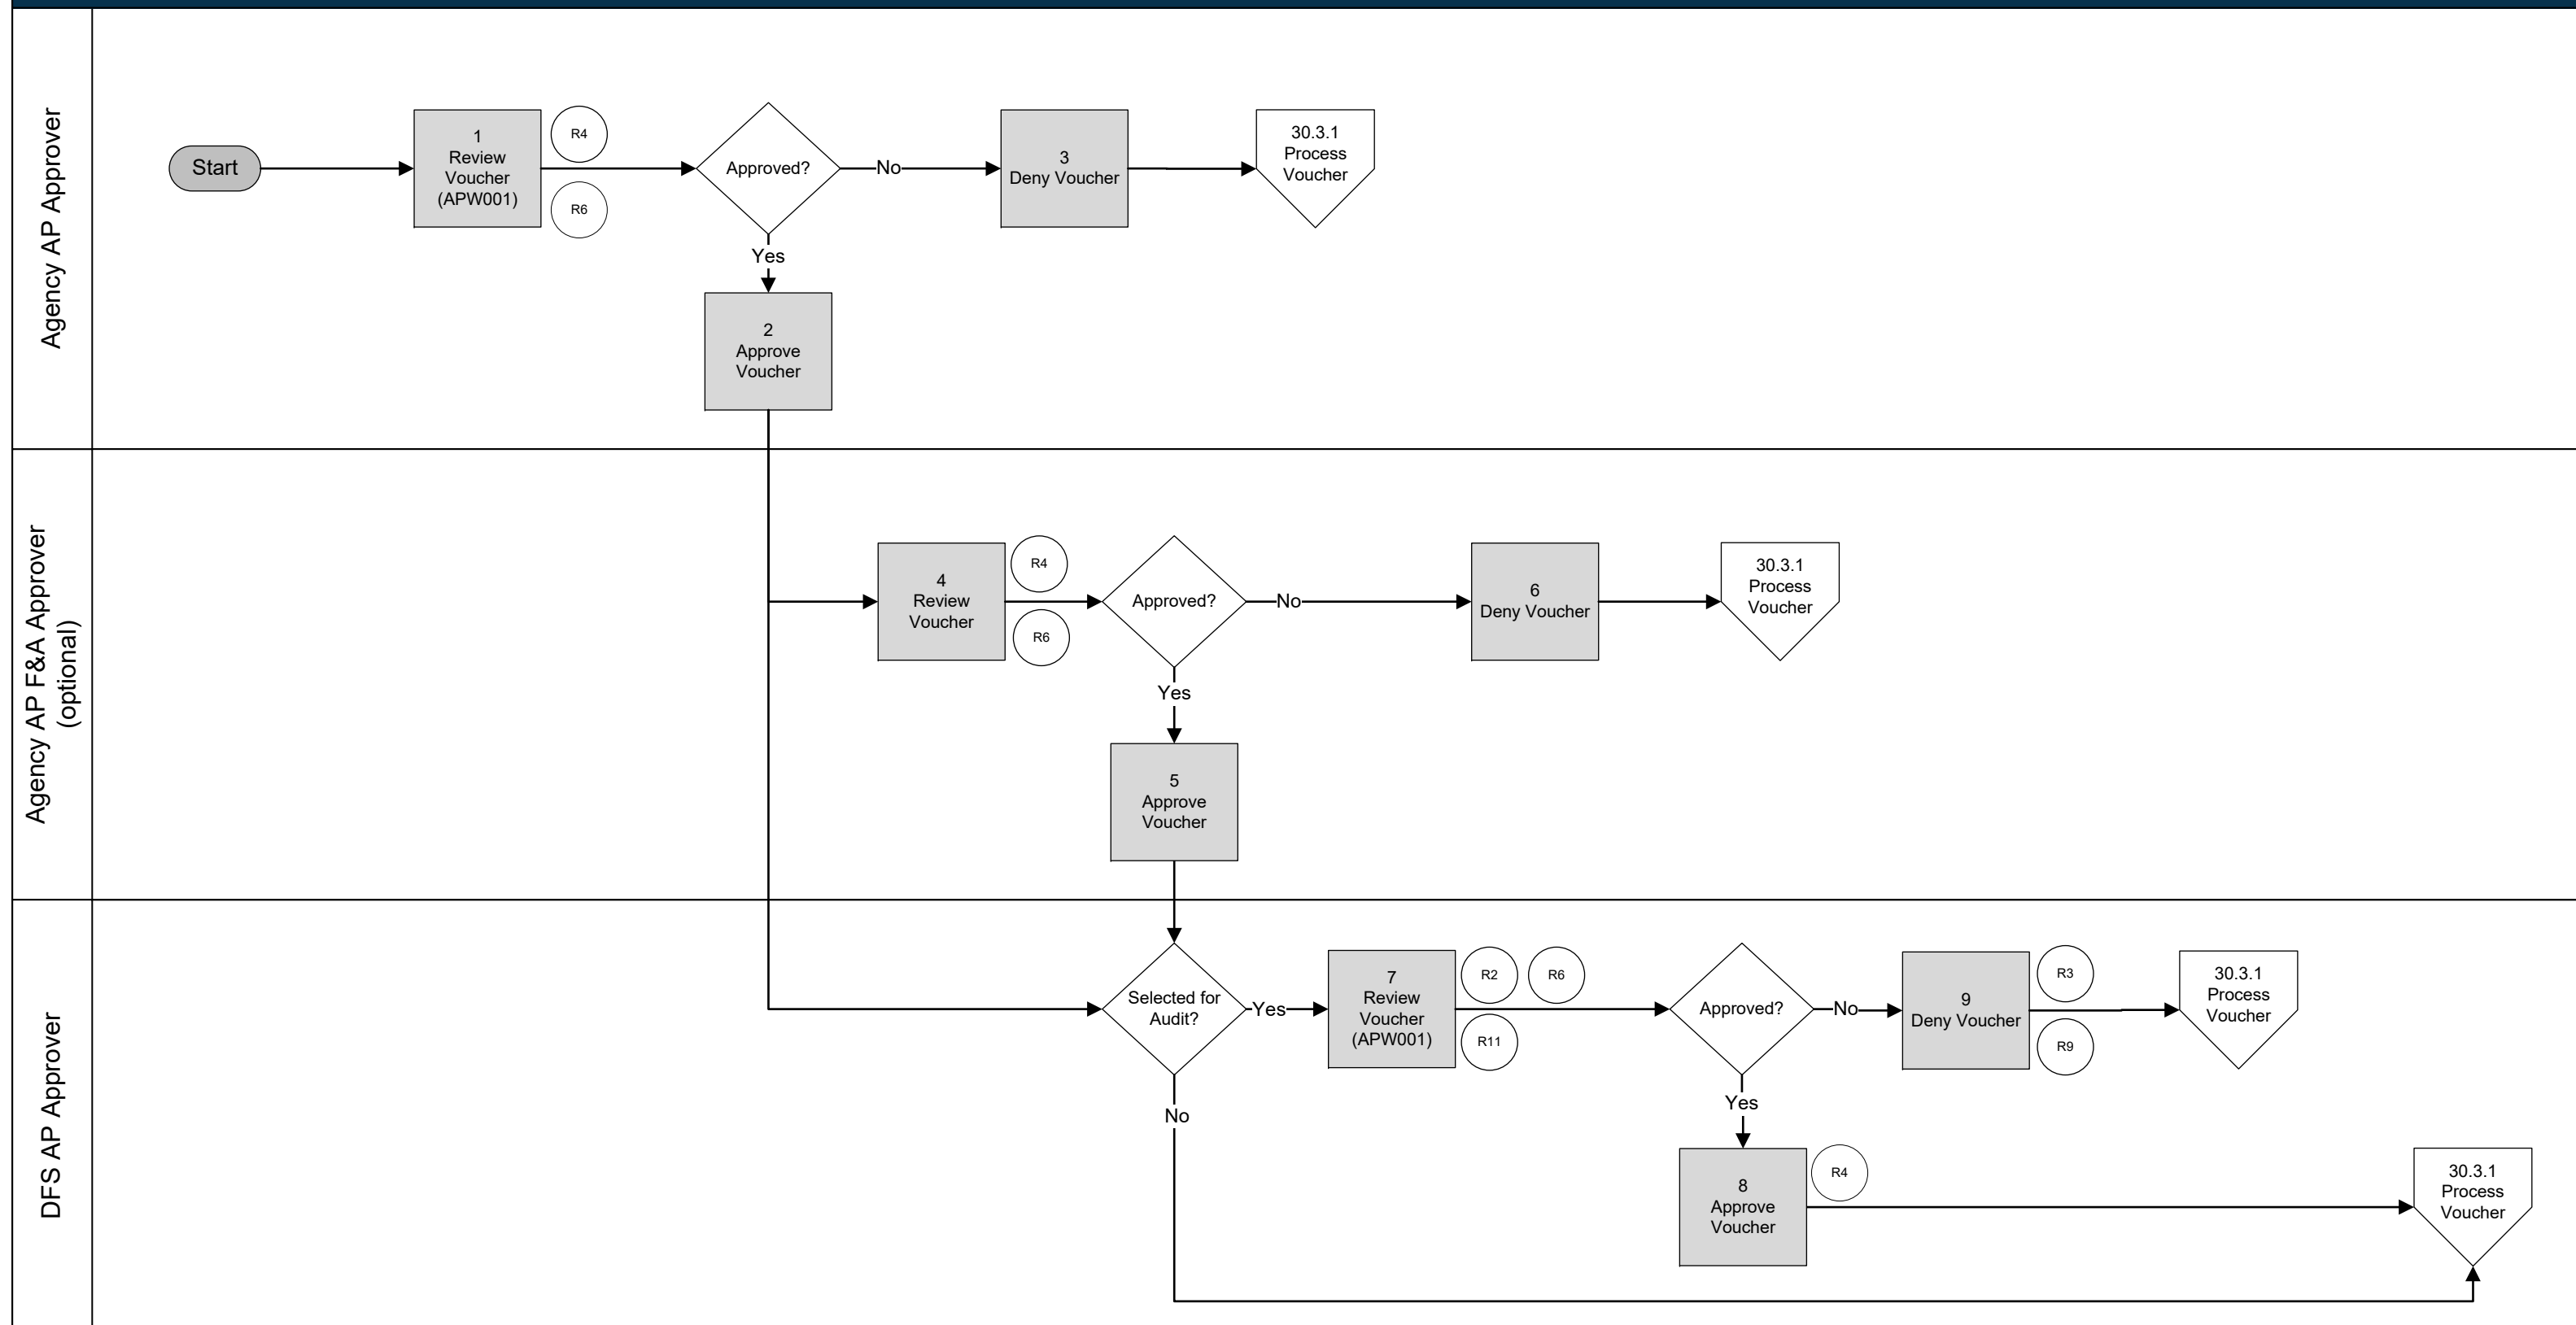 Agency AP Approver
Start
1
Review
Voucher
(APW001)
R4
R6
Approved?
No
3
Deny Voucher
30.3.1
Process
Voucher
Yes
2
Approve
Voucher
Agency AP F&A Approver
(optional)
4
Review
Voucher
R4
R6
Approved?
No
6
Deny Voucher
30.3.1
Process
Voucher
Yes
5
Approve
Voucher
DFS AP Approver
Selected for
Audit?
Yes
7
Review
Voucher
(APW001)
R2
R6
R11
Approved?
No
9
Deny Voucher
R3
R9
30.3.1
Process
Voucher
No
Yes
8
Approve
Voucher
R4
30.3.1
Process
Voucher